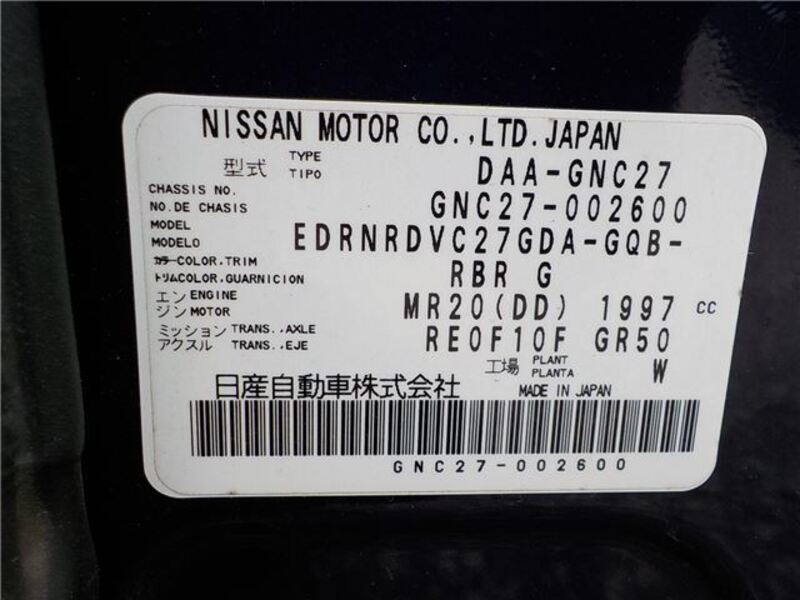 NISSAN MOTOR CO.,LTD.JAPAN
型式 TYPE TIPO DAA-GNC27
CHASSIS NO.
NO.DE CHASIS GNC27-002600
MODEL
MODELO EDRNRDVC27GDA-GQB-
カラーCOLOR,TRIM
トリムCOLOR,GUARNICION RBR G
エンジン ENGINE MOTOR MR20(DD) 1997 CC
ミッション TRANS.,AXLE
アクスル TRANS.,EJE RE0F10F GR50
工場 PLANT PLANTA W
日産自動車株式会社 MADE IN JAPAN
GNC27-002600